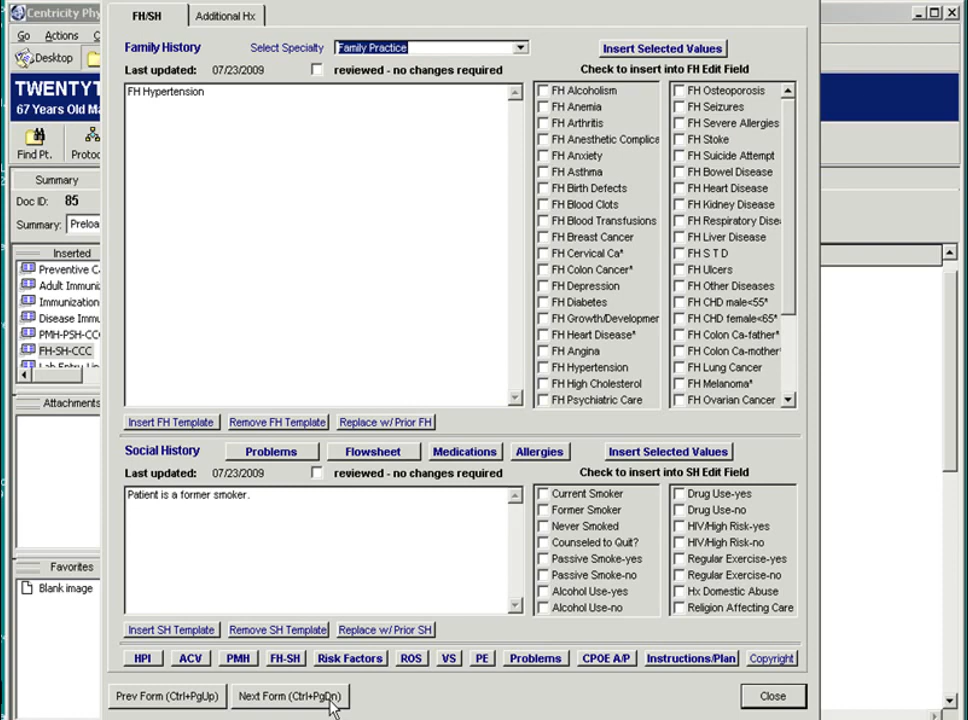 Centricity Phy
Go Actions
Desktop
TWENTYT
67 Years Old Ma
Find Pt. Protoc
Summary
Doc ID: 85
Summary: Preloa
Inserted
Preventive C
Adult Immuni
Immunization
Disease Immu
PMH-PSH-CCC
FH-SH-CCC
Lab Entry
Attachments
Favorites
Blank image
FH/SH Additional Hx
Family History Select Specialty Family Practice Insert Selected Values
Last updated: 07/23/2009 reviewed - no changes required Check to insert into FH Edit Field
FH Hypertension
FH Alcoholism
FH Anemia
FH Arthritis
FH Anesthetic Complica
FH Anxiety
FH Asthma
FH Birth Defects
FH Blood Clots
FH Blood Transfusions
FH Breast Cancer
FH Cervical Ca*
FH Colon Cancer*
FH Depression
FH Diabetes
FH Growth/Developmer
FH Heart Disease*
FH Angina
FH Hypertension
FH High Cholesterol
FH Psychiatric Care
FH Osteoporosis
FH Seizures
FH Severe Allergies
FH Stoke
FH Suicide Attempt
FH Bowel Disease
FH Heart Disease
FH Kidney Disease
FH Respiratory Dise
FH Liver Disease
FH S T D
FH Ulcers
FH Other Diseases
FH CHD male<55*
FH CHD female<65*
FH Colon Ca-father*
FH Colon Ca-mother*
FH Lung Cancer
FH Melanoma*
FH Ovarian Cancer
Insert FH Template Remove FH Template Replace w/ Prior FH
Social History Problems Flowsheet Medications Allergies Insert Selected Values
Last updated: 07/23/2009 reviewed - no changes required Check to insert into SH Edit Field
Patient is a former smoker.
Current Smoker
Former Smoker
Never Smoked
Counseled to Quit?
Passive Smoke-yes
Passive Smoke-no
Alcohol Use-yes
Alcohol Use-no
Drug Use-yes
Drug Use-no
HIV/High Risk-yes
HIV/High Risk-no
Regular Exercise-yes
Regular Exercise-no
Hx Domestic Abuse
Religion Affecting Care
Insert SH Template Remove SH Template Replace w/ Prior SH
HPI ACV PMH FH-SH Risk Factors ROS VS PE Problems CPOE A/P Instructions/Plan Copyright
Prev Form (Ctrl+PgUp) Next Form (Ctrl+PgDn) Close